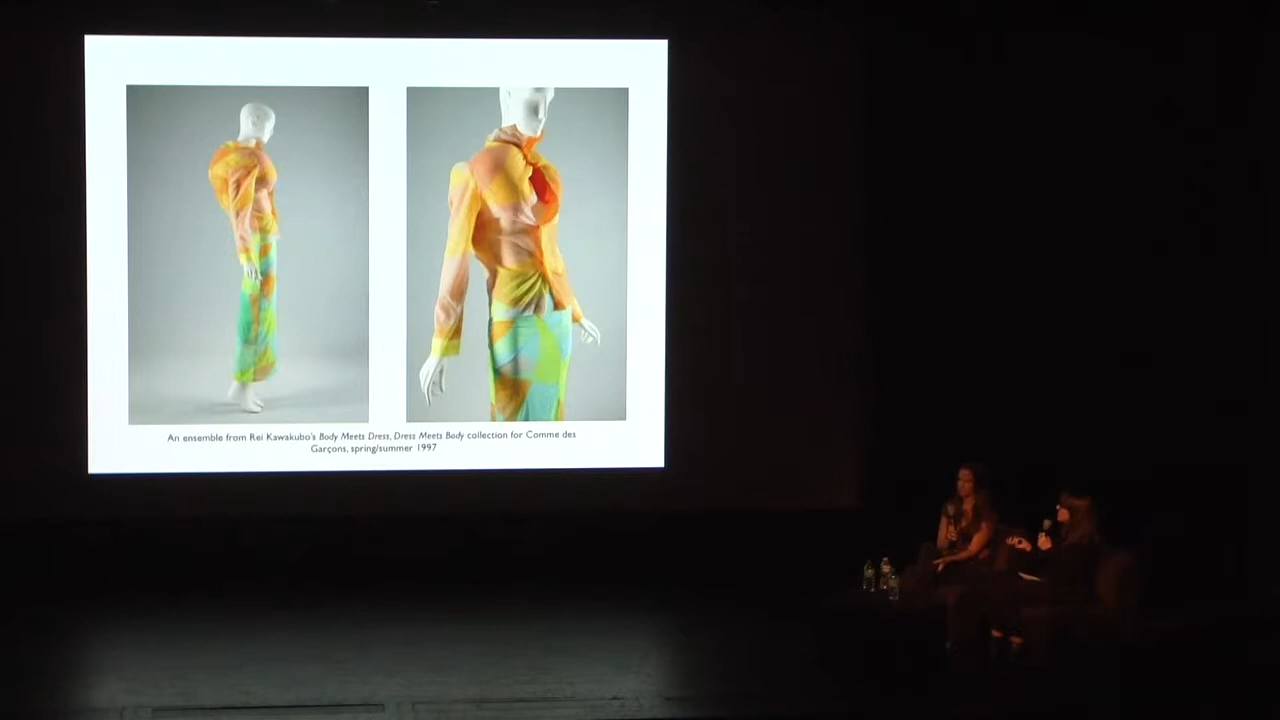 An ensemble from Rei Kawakubo's Body Meets Dress, Dress Meets Body collection for Comme des
Garçons, spring/summer 1997